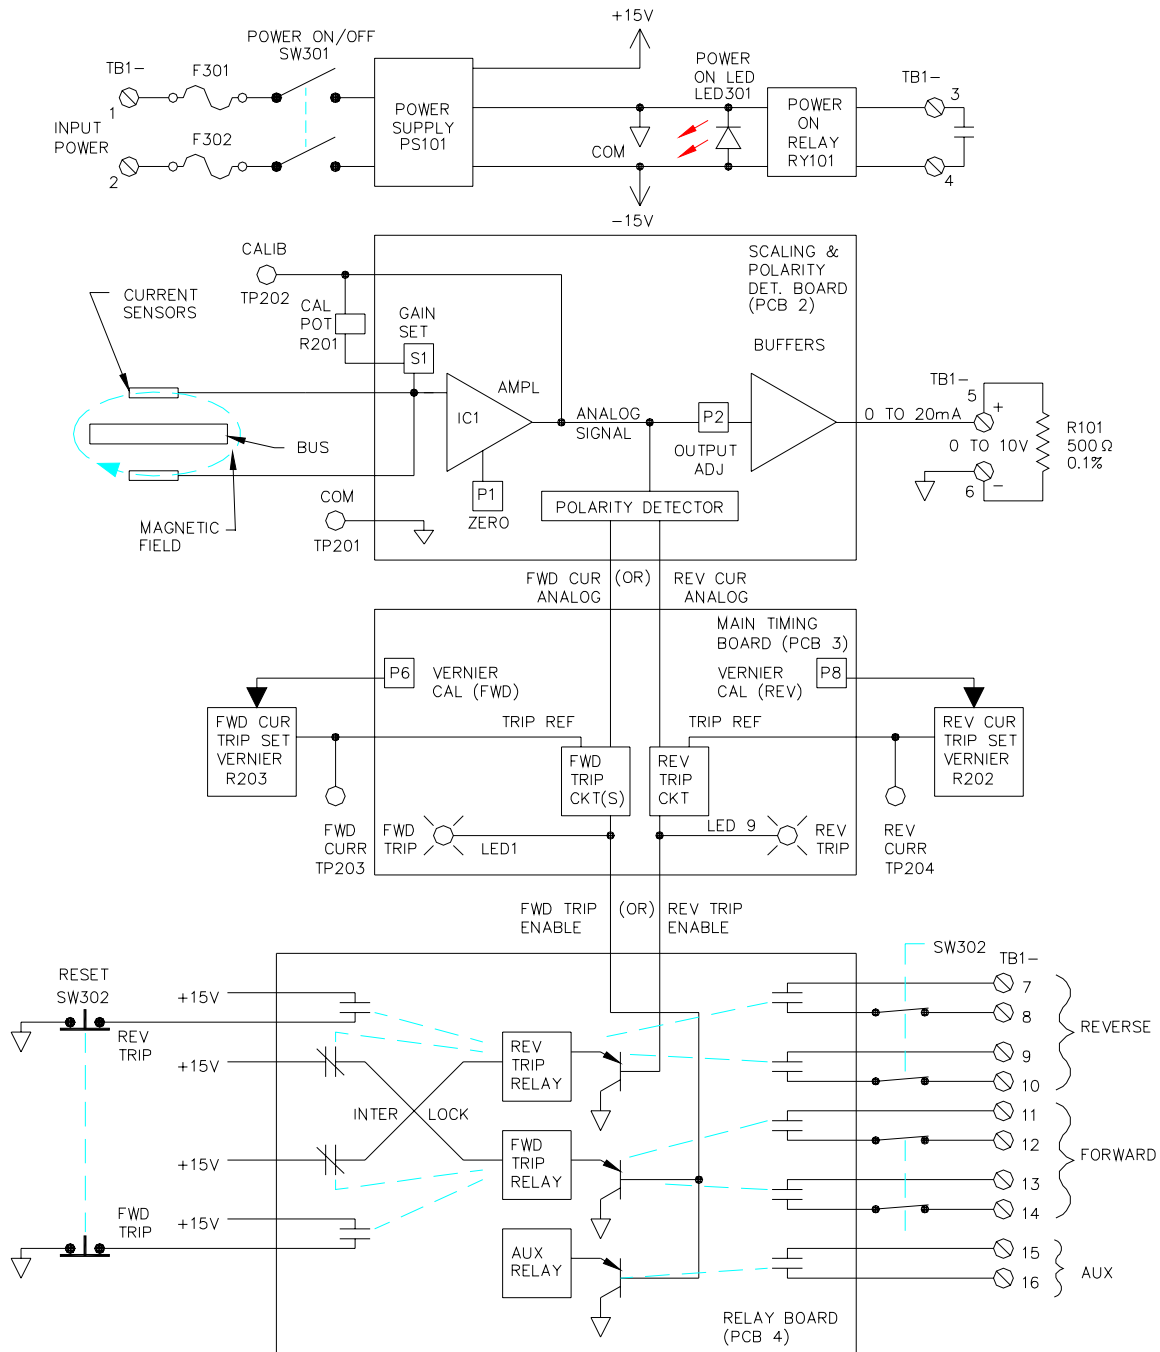 +15V
POWER ON/OFF
SW301
TB1-
F301
1
INPUT
POWER
F302
2
POWER
SUPPLY
PS101
POWER
ON LED
LED301
COM
-15V
POWER
ON
RELAY
RY101
TB1-
3
4
CALIB
TP202
CURRENT
SENSORS
CAL
POT
R201
GAIN
SET
S1
SCALING &
POLARITY
DET. BOARD
(PCB 2)
BUFFERS
AMPL
IC1
ANALOG
SIGNAL
P2
OUTPUT
ADJ
BUS
MAGNETIC
FIELD
COM
TP201
P1
ZERO
POLARITY DETECTOR
TB1-
5
+
0 TO 20mA
0 TO 10V
6
-
R101
500 Ω
0.1%
FWD CUR
ANALOG
(OR)
REV CUR
ANALOG
MAIN TIMING
BOARD (PCB 3)
P6
VERNIER
CAL (FWD)
VERNIER
CAL (REV)
P8
FWD CUR
TRIP SET
VERNIER
R203
TRIP REF
TRIP REF
REV CUR
TRIP SET
VERNIER
R202
FWD
TRIP
CKT(S)
REV
TRIP
CKT
FWD
CURR
TP203
FWD
TRIP
LED1
LED 9
REV
TRIP
REV
CURR
TP204
FWD TRIP
ENABLE
(OR)
REV TRIP
ENABLE
RESET
SW302
REV
TRIP
+15V
+15V
INTER
LOCK
+15V
+15V
FWD
TRIP
REV
TRIP
RELAY
FWD
TRIP
RELAY
AUX
RELAY
SW302
TB1-
7
8
9
10
REVERSE
11
12
13
14
FORWARD
15
16
AUX
RELAY BOARD
(PCB 4)